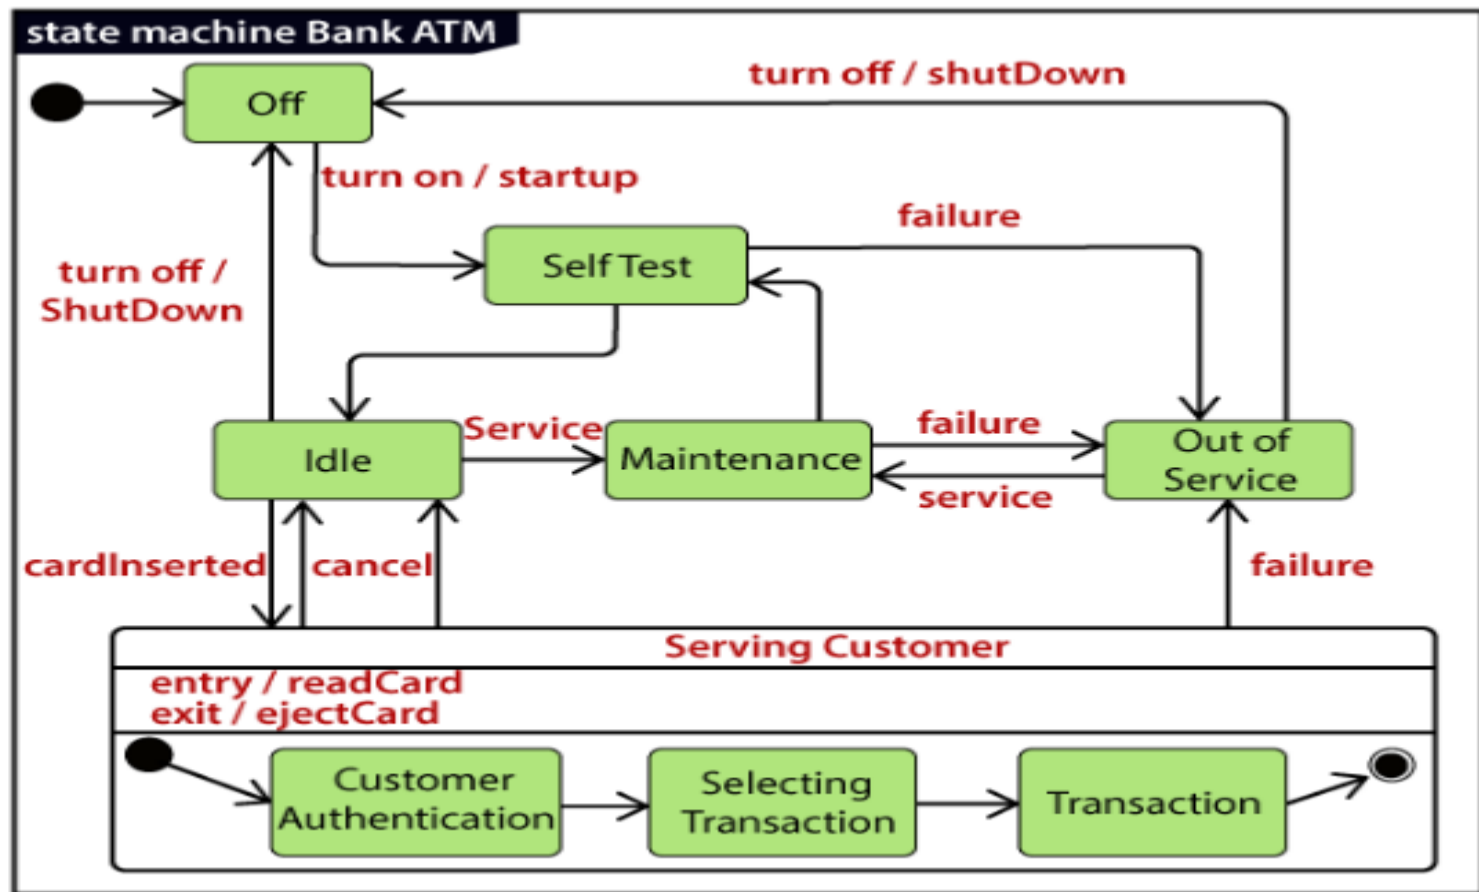 state machine Bank ATM
turn off / shutDown
Off
turn on / startup
failure
Self Test
turn off /
ShutDown
Idle
Service
Maintenance
failure
service
Out of
Service
cardInserted
cancel
failure
Serving Customer
entry / readCard
exit / ejectCard
Customer
Authentication
Selecting
Transaction
Transaction